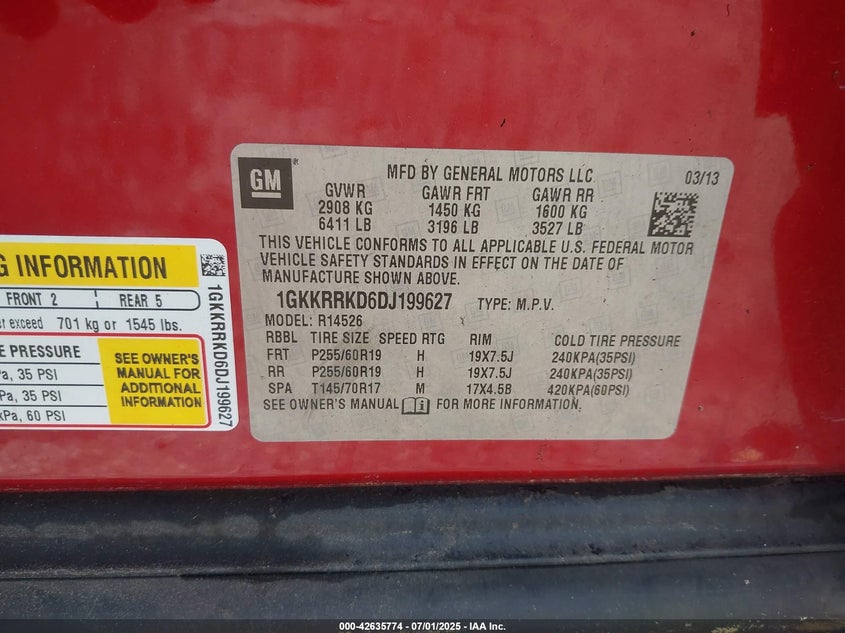 GM
MFD BY GENERAL MOTORS LLC
03/13
GVWR GAWR FRT GAWR RR
2908 KG 1450 KG 1600 KG
6411 LB 3196 LB 3527 LB
THIS VEHICLE CONFORMS TO ALL APPLICABLE U.S. FEDERAL MOTOR
VEHICLE SAFETY STANDARDS IN EFFECT ON THE DATE OF
MANUFACTURE SHOWN ABOVE.
1GKKRRKD6DJ199627 TYPE: M.P.V.
MODEL: R14526
RBBL TIRE SIZE SPEED RTG RIM COLD TIRE PRESSURE
FRT P255/60R19 H 19X7.5J 240KPA(35PSI)
RR P255/60R19 H 19X7.5J 240KPA(35PSI)
SPA T145/70R17 M 17X4.5B 420KPA(60PSI)
SEE OWNER'S MANUAL FOR MORE INFORMATION.
G INFORMATION
FRONT 2 REAR 5
er exceed 701 kg or 1545 lbs.
E PRESSURE
a, 35 PSI
Pa, 35 PSI
kPa, 60 PSI
SEE OWNER'S
MANUAL FOR
ADDITIONAL
INFORMATION
1GKKRRKD6DJ199627
000-42635774 - 07/01/2025 - IAA Inc.